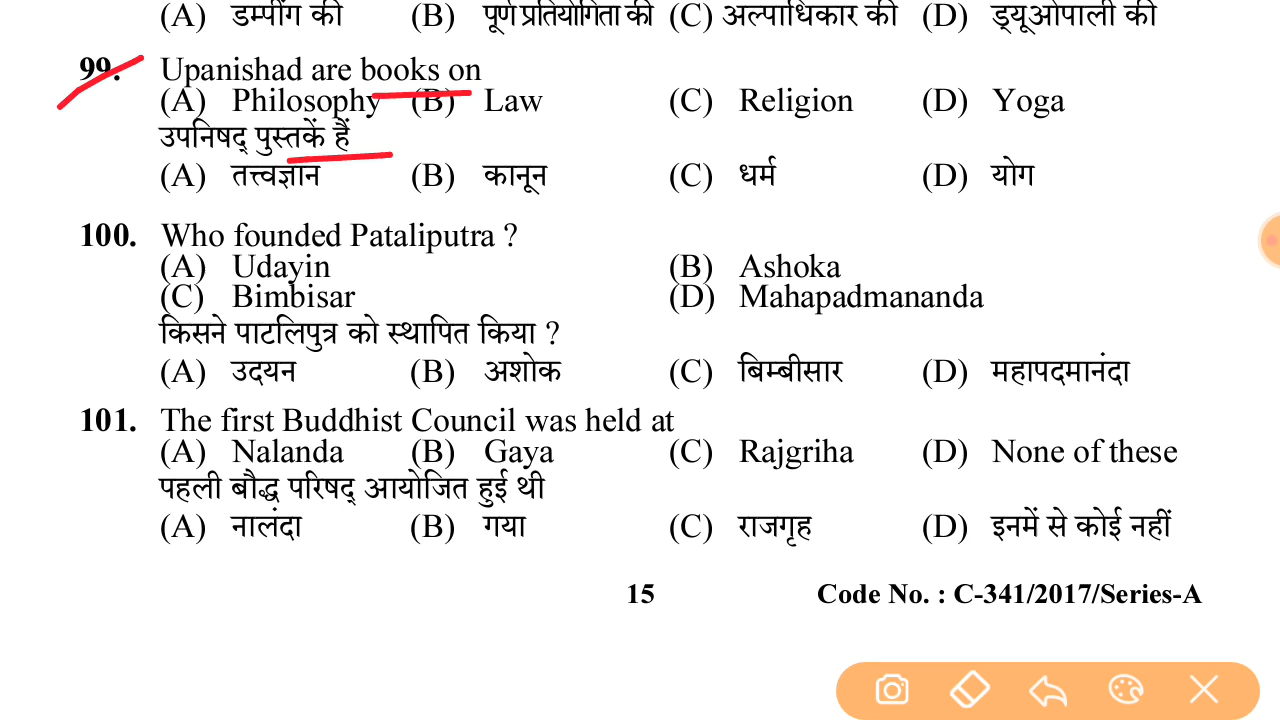 (A) डम्पींग की (B) पूर्ण प्रतियोगिता की (C) अल्पाधिकार की (D) ड्यूओपाली की
99. Upanishad are books on
(A) Philosophy (B) Law (C) Religion (D) Yoga
उपनिषद् पुस्तकें हैं
(A) तत्त्वज्ञान (B) कानून (C) धर्म (D) योग
100. Who founded Pataliputra ?
(A) Udayin (B) Ashoka
(C) Bimbisar (D) Mahapadmananda
किसने पाटलिपुत्र को स्थापित किया ?
(A) उदयन (B) अशोक (C) बिम्बीसार (D) महापदमानंदा
101. The first Buddhist Council was held at
(A) Nalanda (B) Gaya (C) Rajgriha (D) None of these
पहली बौद्ध परिषद् आयोजित हुई थी
(A) नालंदा (B) गया (C) राजगृह (D) इनमें से कोई नहीं
15 Code No. : C-341/2017/Series-A